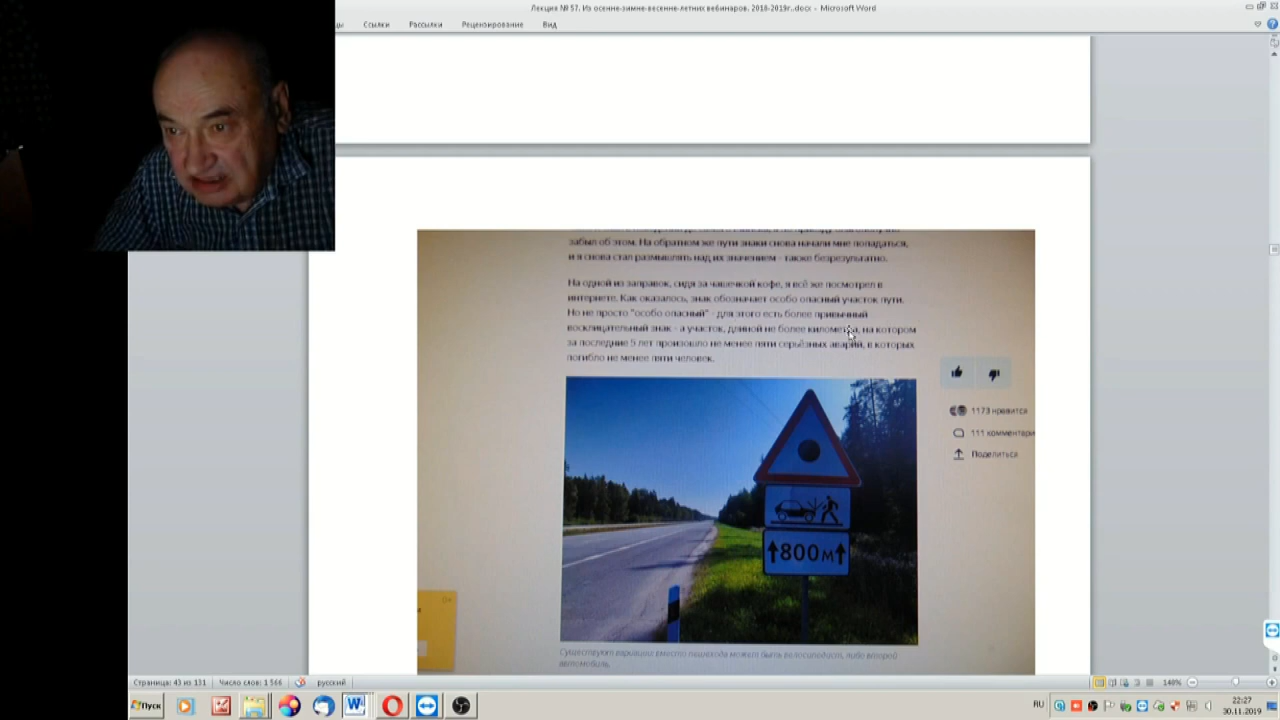 Лекция № 57. Из осенне-зимне-весенне-летних вебинаров. 2018-2019г..docx - Microsoft Word
цы Ссылки Рассылки Рецензирование Вид
забыл об этом. На обратном же пути знаки снова начали мне попадаться,
и я снова стал размышлять над их значением - также безрезультатно.
На одной из заправок, сидя за чашечкой кофе, я всё же посмотрел в
интернете. Как оказалось, знак обозначает особо опасный участок пути.
Но не просто "особо опасный" - для этого есть более привычный
восклицательный знак - а участок, длиной не более километра, на котором
за последние 5 лет произошло не менее пяти серьёзных аварий, в которых
погибло не менее пяти человек.
1173 нравится
111 комментари
Поделиться
800м
Существуют вариации: вместо пешехода может быть велосипедист, либо второй
автомобиль.
Страница: 43 из 131 Число слов: 1 566 русский 148%
Пуск RU 22:27
30.11.2019